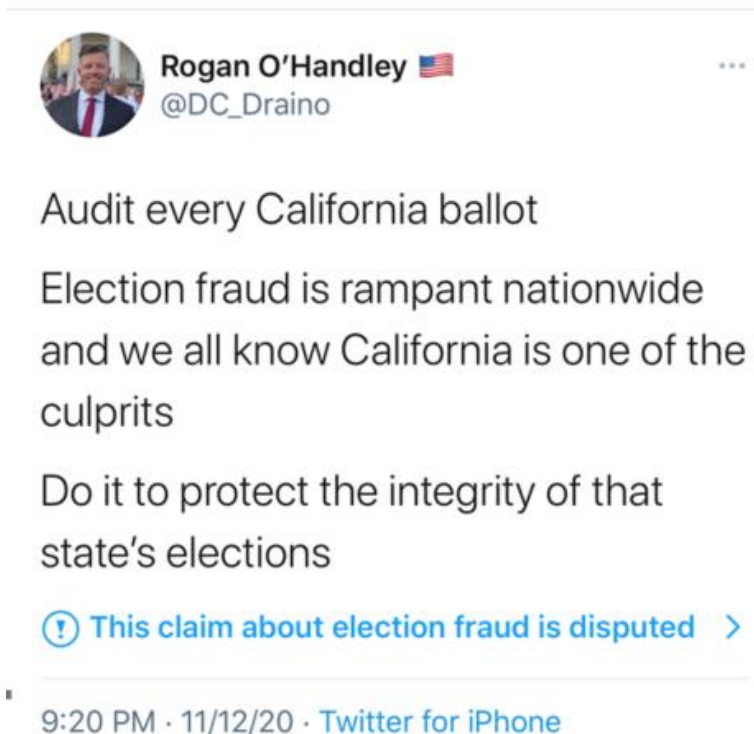 Rogan O'Handley 🇺🇸
@DC_Draino
Audit every California ballot
Election fraud is rampant nationwide
and we all know California is one of the
culprits
Do it to protect the integrity of that
state's elections
This claim about election fraud is disputed
9:20 PM · 11/12/20 · Twitter for iPhone